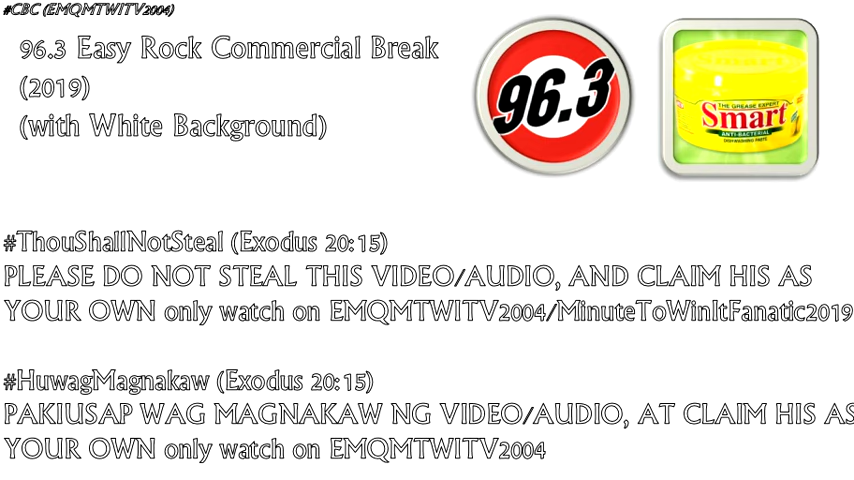 #CBC (EMQMTWITV2004)
96.3 Easy Rock Commercial Break
(2019)
(with White Background)
96.3
THE GREASE EXPERT
Smart
ANTI-BACTERIAL
DISHWASHING PASTE
#ThouShallNotSteal (Exodus 20:15)
PLEASE DO NOT STEAL THIS VIDEO/AUDIO, AND CLAIM HIS AS
YOUR OWN only watch on EMQMTWITV2004/MinuteToWinItFanatic2019
#HuwagMagnakaw (Exodus 20:15)
PAKIUSAP WAG MAGNAKAW NG VIDEO/AUDIO, AT CLAIM HIS AS
YOUR OWN only watch on EMQMTWITV2004